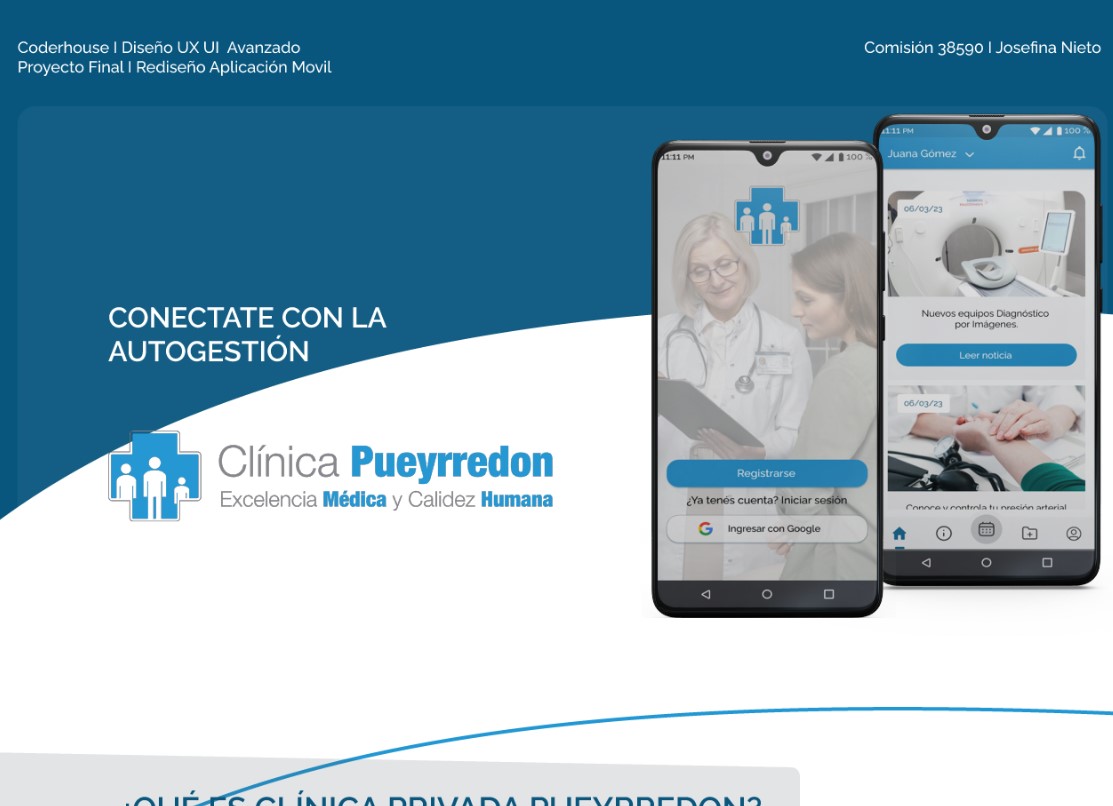 Coderhouse I Diseño UX UI Avanzado
Proyecto Final I Rediseño Aplicación Movil
Comisión 38590 I Josefina Nieto
CONECTATE CON LA
AUTOGESTIÓN
Clínica Pueyrredon
Excelencia Médica y Calidez Humana
11:11 PM
100 %
Registrarse
¿Ya tenés cuenta? Iniciar sesión
Ingresar con Google
11:11 PM
100 %
Juana Gómez
06/03/23
Nuevos equipos Diagnóstico
por Imágenes.
Leer noticia
06/03/23
Conoce y controla tu presión arterial
¿QUÉ ES CLÍNICA PRIVADA PUEYRREDON?